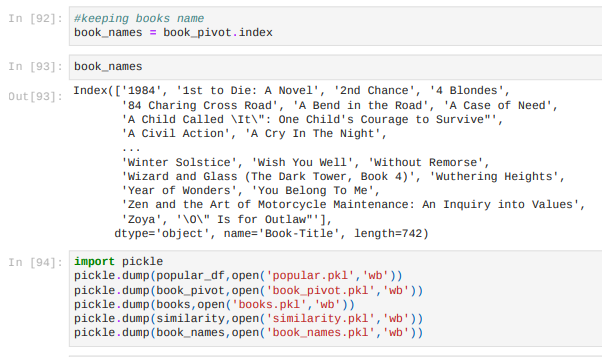 In [92]: #keeping books name
book_names = book_pivot.index
In [93]: book_names
Out[93]: Index(['1984', '1st to Die: A Novel', '2nd Chance', '4 Blondes',
'84 Charing Cross Road', 'A Bend in the Road', 'A Case of Need',
'A Child Called \It\": One Child's Courage to Survive"',
'A Civil Action', 'A Cry In The Night',
...
'Winter Solstice', 'Wish You Well', 'Without Remorse',
'Wizard and Glass (The Dark Tower, Book 4)', 'Wuthering Heights',
'Year of Wonders', 'You Belong To Me',
'Zen and the Art of Motorcycle Maintenance: An Inquiry into Values',
'Zoya', '\O\" Is for Outlaw"'],
dtype='object', name='Book-Title', length=742)
In [94]: import pickle
pickle.dump(popular_df,open('popular.pkl','wb'))
pickle.dump(book_pivot,open('book_pivot.pkl','wb'))
pickle.dump(books,open('books.pkl','wb'))
pickle.dump(similarity,open('similarity.pkl','wb'))
pickle.dump(book_names,open('book_names.pkl','wb'))